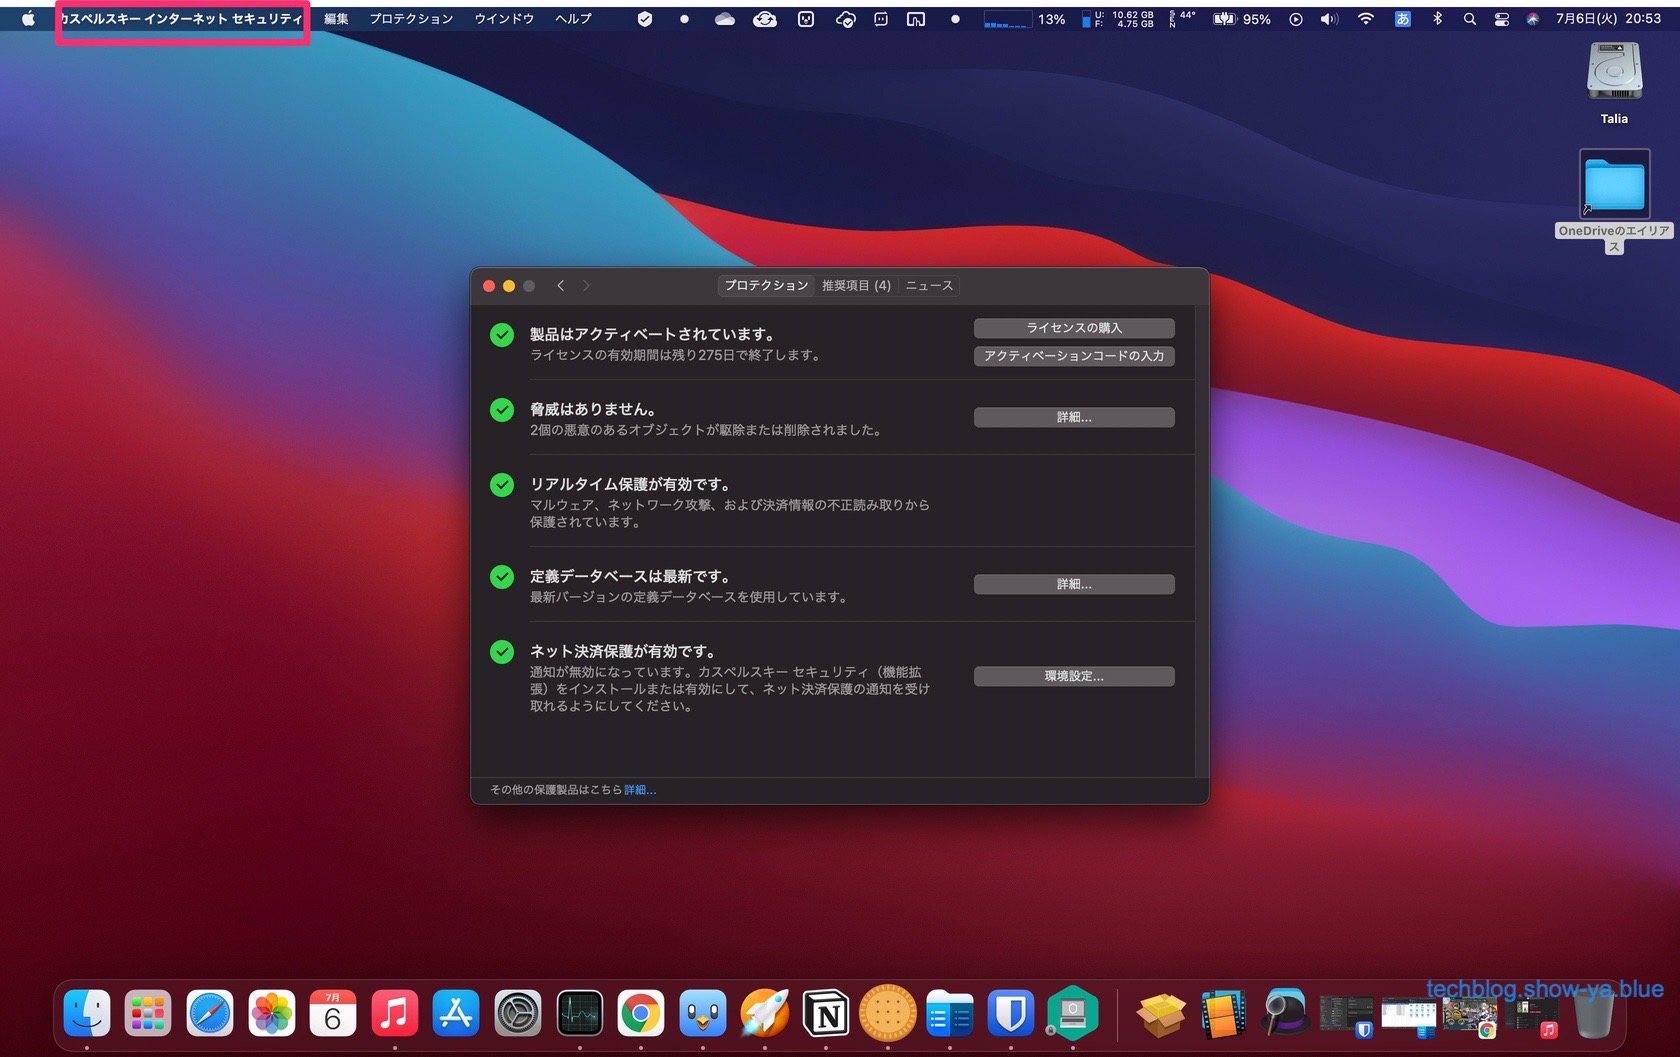 カスペルスキー インターネット セキュリティ 編集 プロテクション ウインドウ ヘルプ 13% U: 10.62 GB F: 4.75 GB SEN 44° 95% あ 7月6日(火) 20:53
Talia
OneDriveのエイリアス
プロテクション 推奨項目 (4) ニュース
製品はアクティベートされています。
ライセンスの有効期間は残り275日で終了します。
ライセンスの購入
アクティベーションコードの入力
脅威はありません。
2個の悪意のあるオブジェクトが駆除または削除されました。
詳細...
リアルタイム保護が有効です。
マルウェア、ネットワーク攻撃、および決済情報の不正読み取りから
保護されています。
定義データベースは最新です。
最新バージョンの定義データベースを使用しています。
詳細...
ネット決済保護が有効です。
通知が無効になっています。カスペルスキー セキュリティ（機能拡
張）をインストールまたは有効にして、ネット決済保護の通知を受け
取れるようにしてください。
環境設定...
その他の保護製品はこちら 詳細...
7月
6
techblog.show-ya.blue